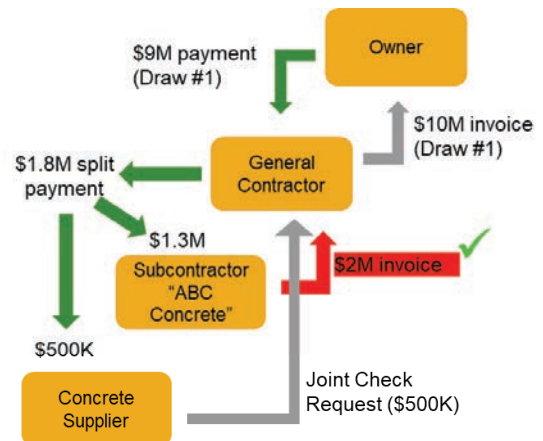 Owner
$9M payment
(Draw #1)
$10M invoice
(Draw #1)
General
Contractor
$1.8M split
payment
$1.3M
Subcontractor
“ABC
Concrete”
$2M invoice
$500K
Concrete
Supplier
Joint Check
Request ($500K)